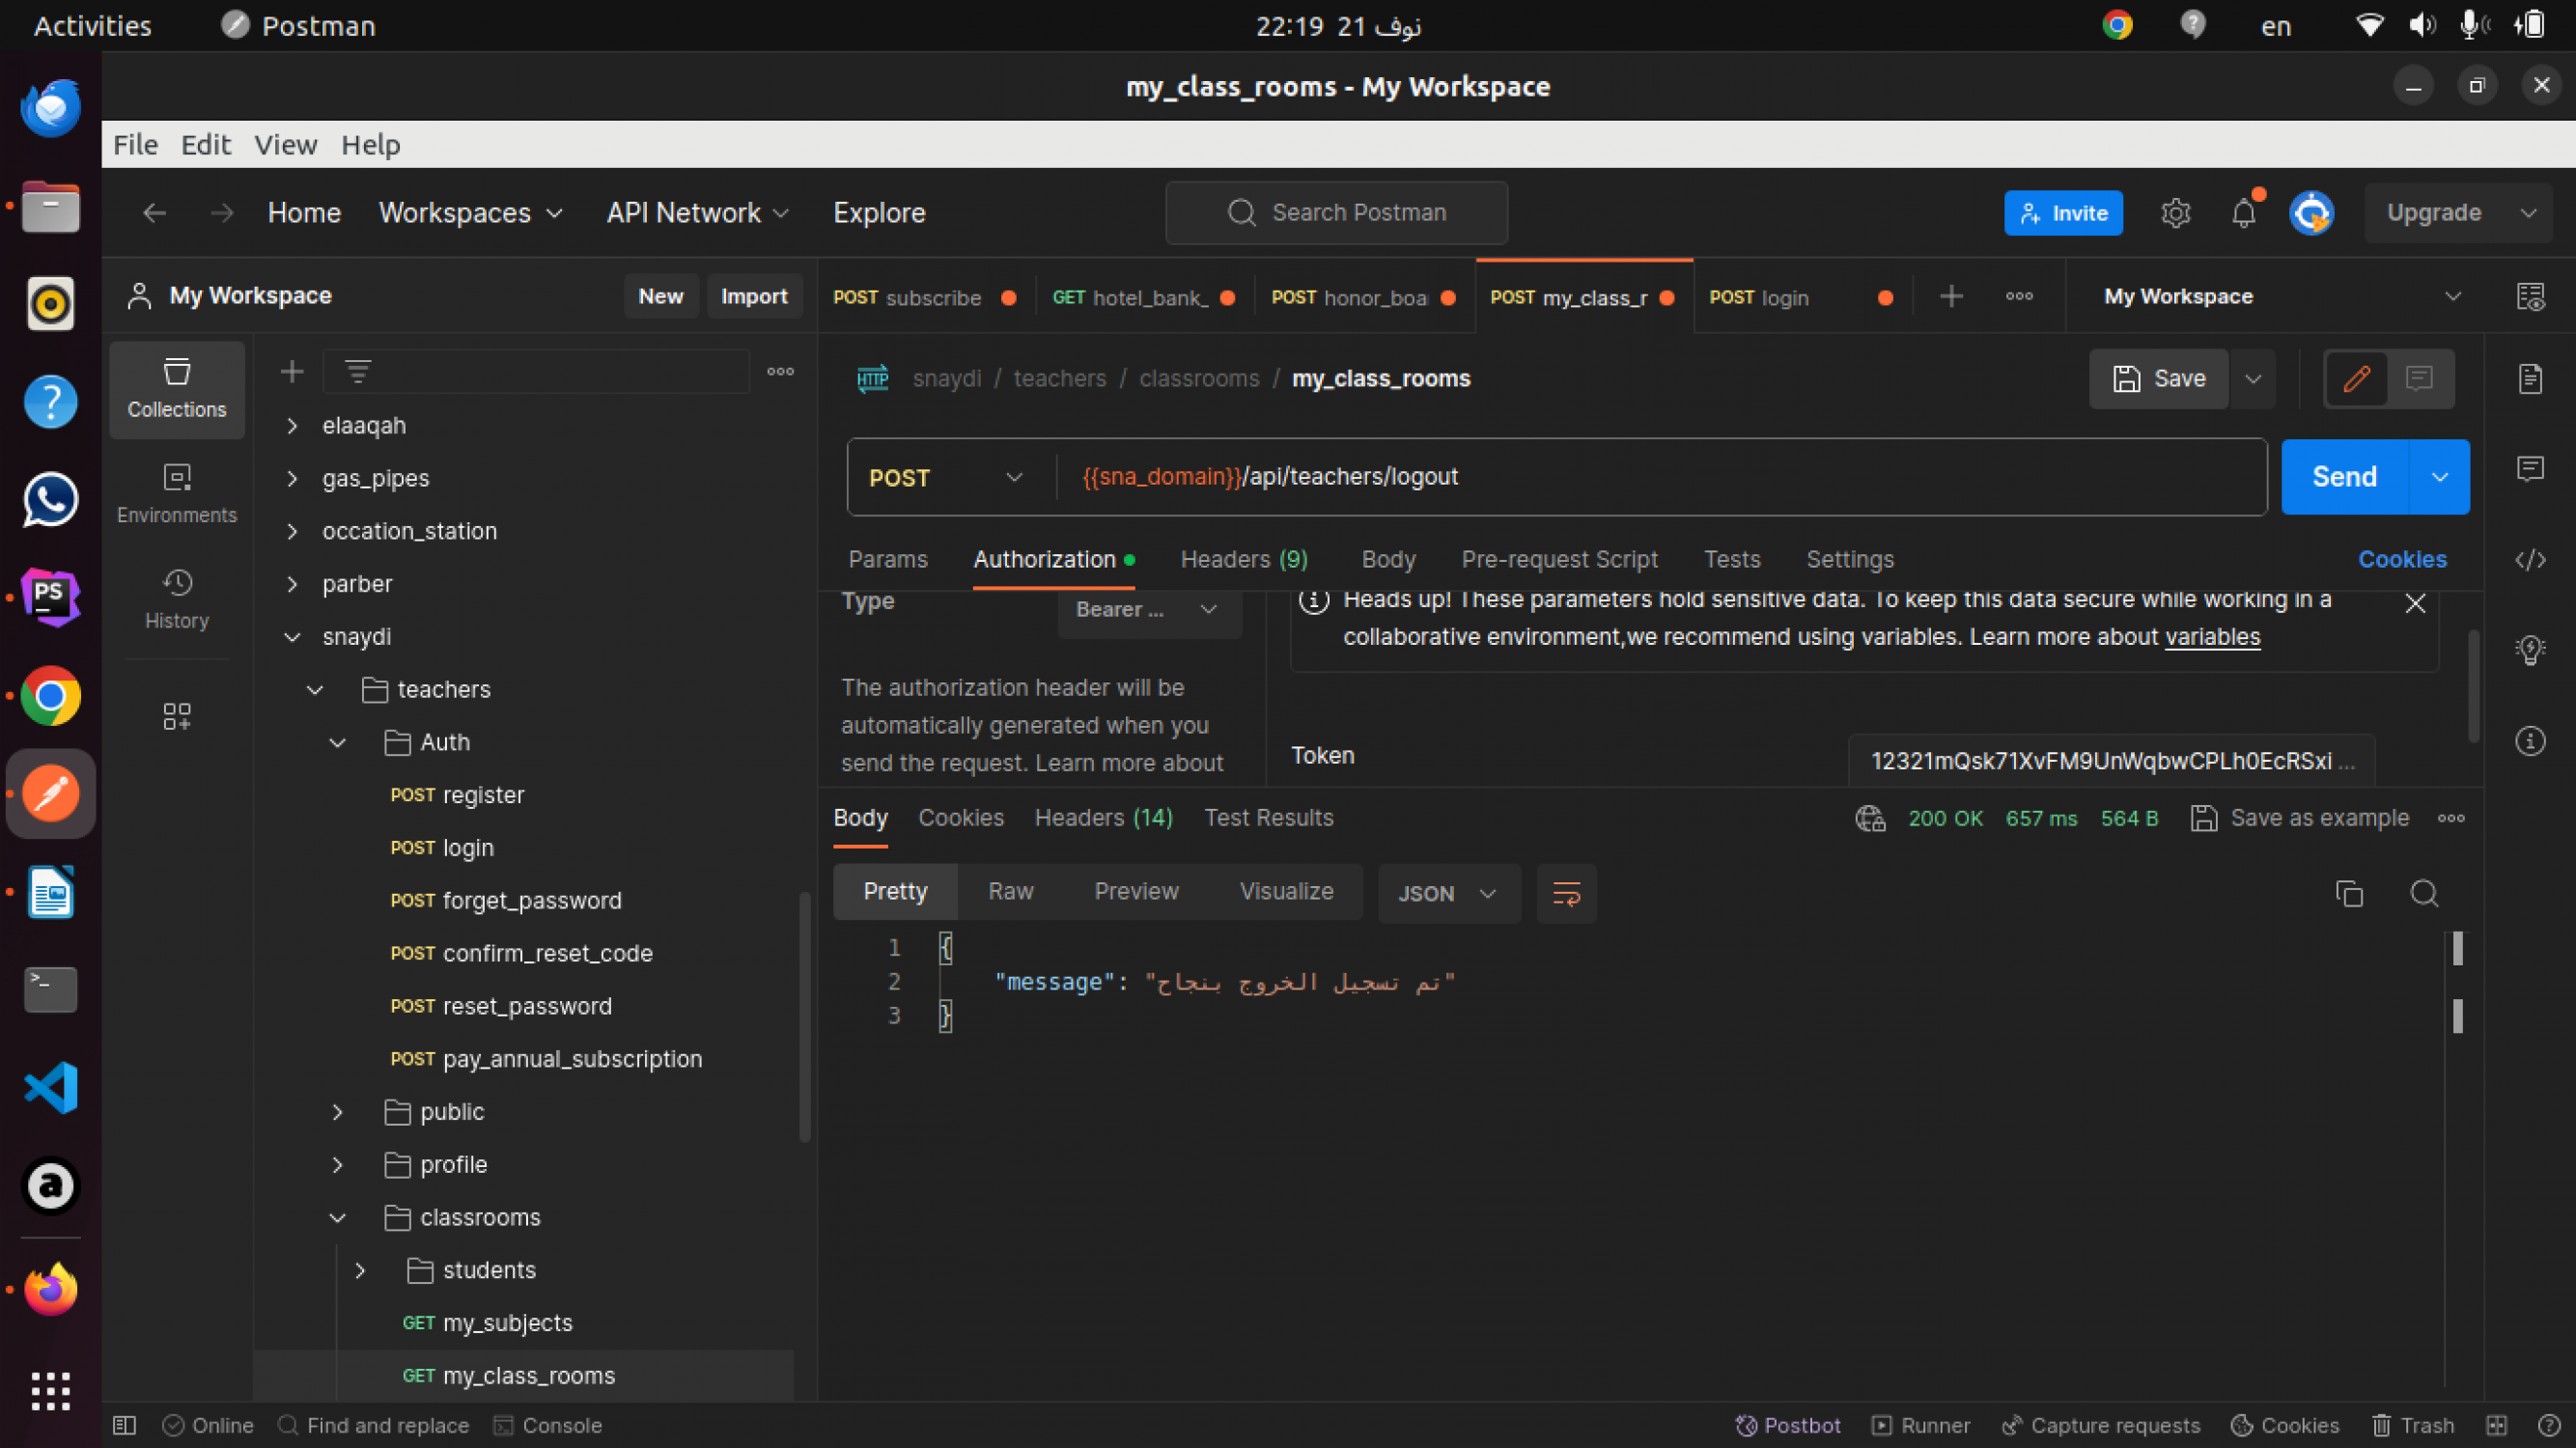 Activities
Postman
22:19 21 نوف
en
my_class_rooms - My Workspace
File Edit View Help
Home Workspaces API Network Explore
Search Postman
Invite
Upgrade
My Workspace
New Import
POST subscribe
GET hotel_bank_
POST honor_boa
POST my_class_r
POST login
My Workspace
Collections
Environments
History
elaaqah
gas_pipes
occation_station
parber
snaydi
teachers
Auth
POST register
POST login
POST forget_password
POST confirm_reset_code
POST reset_password
POST pay_annual_subscription
public
profile
classrooms
students
GET my_subjects
GET my_class_rooms
HTTP snaydi / teachers / classrooms / my_class_rooms
Save
POST {{sna_domain}}/api/teachers/logout
Send
Params Authorization Headers (9) Body Pre-request Script Tests Settings Cookies
Type Bearer ...
The authorization header will be
automatically generated when you
send the request. Learn more about
Heads up! These parameters hold sensitive data. To keep this data secure while working in a
collaborative environment,we recommend using variables. Learn more about variables
Token 12321mQsk71XvFM9UnWqbwCPLh0EcRSxi ...
Body Cookies Headers (14) Test Results 200 OK 657 ms 564 B Save as example
Pretty Raw Preview Visualize JSON
1 {
2 "message": "تم تسجيل الخروج بنجاح"
3 }
Online Find and replace Console Postbot Runner Capture requests Cookies Trash
PS